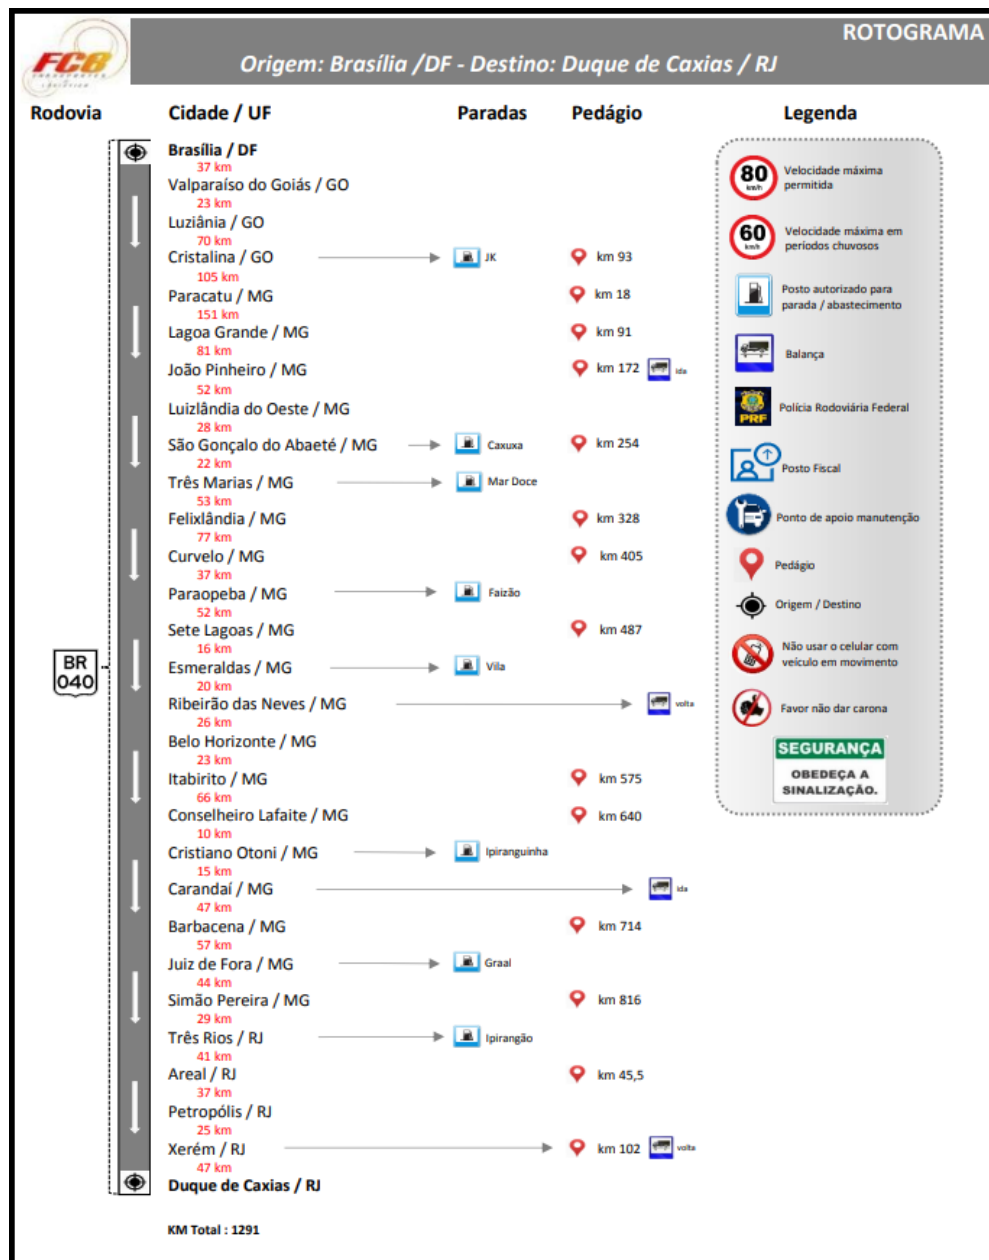 ROTOGRAMA
FCB
TRANSPORTES
Origem: Brasília /DF - Destino: Duque de Caxias / RJ
Rodovia Cidade / UF Paradas Pedágio Legenda
Brasília / DF
37 km
Valparaíso do Goiás / GO
23 km
Luziânia / GO
70 km
Cristalina / GO JK km 93
105 km
Paracatu / MG km 18
151 km
Lagoa Grande / MG km 91
81 km
João Pinheiro / MG km 172 ida
52 km
Luizlândia do Oeste / MG
28 km
São Gonçalo do Abaeté / MG Caxuxa km 254
22 km
Três Marias / MG Mar Doce
53 km
Felixlândia / MG km 328
77 km
Curvelo / MG km 405
37 km
Paraopeba / MG Faizão
52 km
Sete Lagoas / MG km 487
16 km
BR
040
Esmeraldas / MG Vila
20 km
Ribeirão das Neves / MG volta
26 km
Belo Horizonte / MG
23 km
Itabirito / MG km 575
66 km
Conselheiro Lafaite / MG km 640
10 km
Cristiano Otoni / MG Ipiranguinha
15 km
Carandaí / MG ida
47 km
Barbacena / MG km 714
57 km
Juiz de Fora / MG Graal
44 km
Simão Pereira / MG km 816
29 km
Três Rios / RJ Ipirangão
41 km
Areal / RJ km 45,5
37 km
Petropólis / RJ
25 km
Xerém / RJ km 102 volta
47 km
Duque de Caxias / RJ
KM Total : 1291
80
km/h
Velocidade máxima
permitida
60
km/h
Velocidade máxima em
períodos chuvosos
Posto autorizado para
parada / abastecimento
Balança
PRF
Polícia Rodoviária Federal
Posto Fiscal
Ponto de apoio manutenção
Pedágio
Origem / Destino
Não usar o celular com
veículo em movimento
Favor não dar carona
SEGURANÇA
OBEDEÇA A
SINALIZAÇÃO.